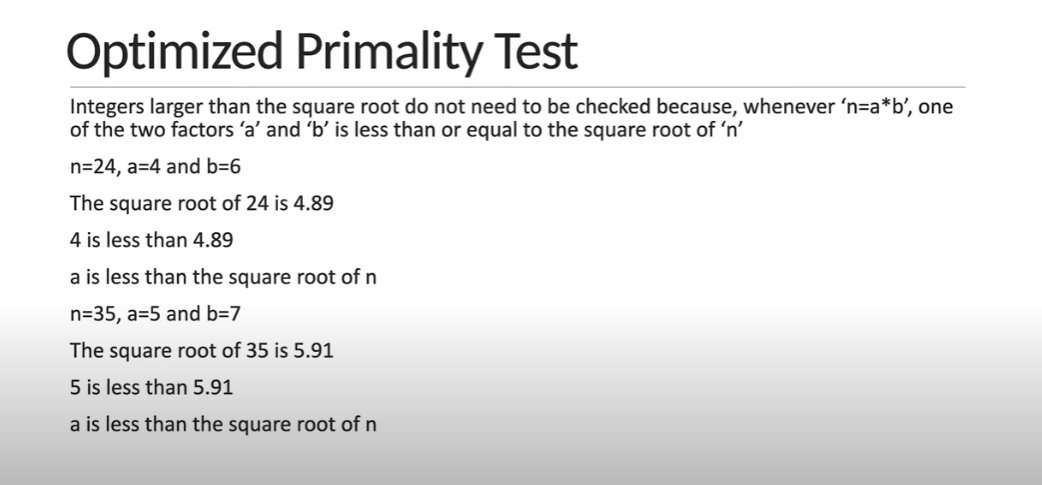 Optimized Primality Test
Integers larger than the square root do not need to be checked because, whenever ‘n=a*b’, one
of the two factors ‘a’ and ‘b’ is less than or equal to the square root of ‘n’
n=24, a=4 and b=6
The square root of 24 is 4.89
4 is less than 4.89
a is less than the square root of n
n=35, a=5 and b=7
The square root of 35 is 5.91
5 is less than 5.91
a is less than the square root of n